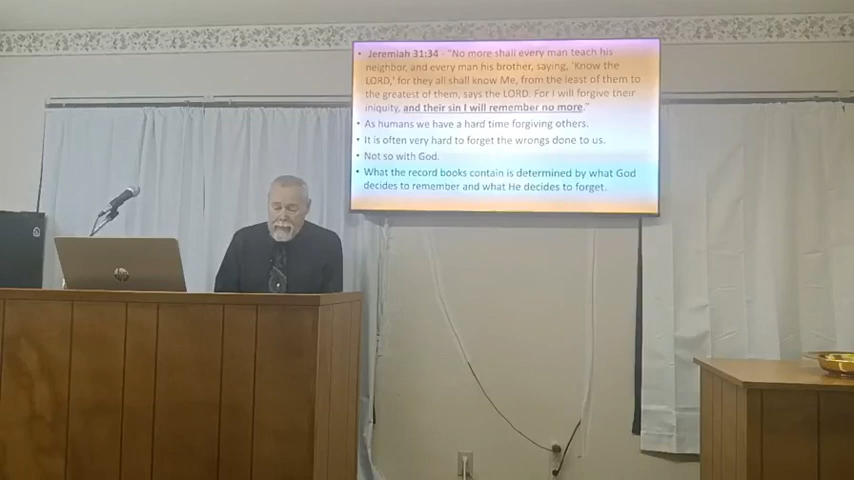 • Jeremiah 31:34 - "No more shall every man teach his
neighbor, and every man his brother, saying, 'Know the
LORD,' for they all shall know Me, from the least of them to
the greatest of them, says the LORD. For I will forgive their
iniquity, and their sin I will remember no more."
• As humans we have a hard time forgiving others.
• It is often very hard to forget the wrongs done to us.
• Not so with God.
• What the record books contain is determined by what God
decides to remember and what He decides to forget.
hp